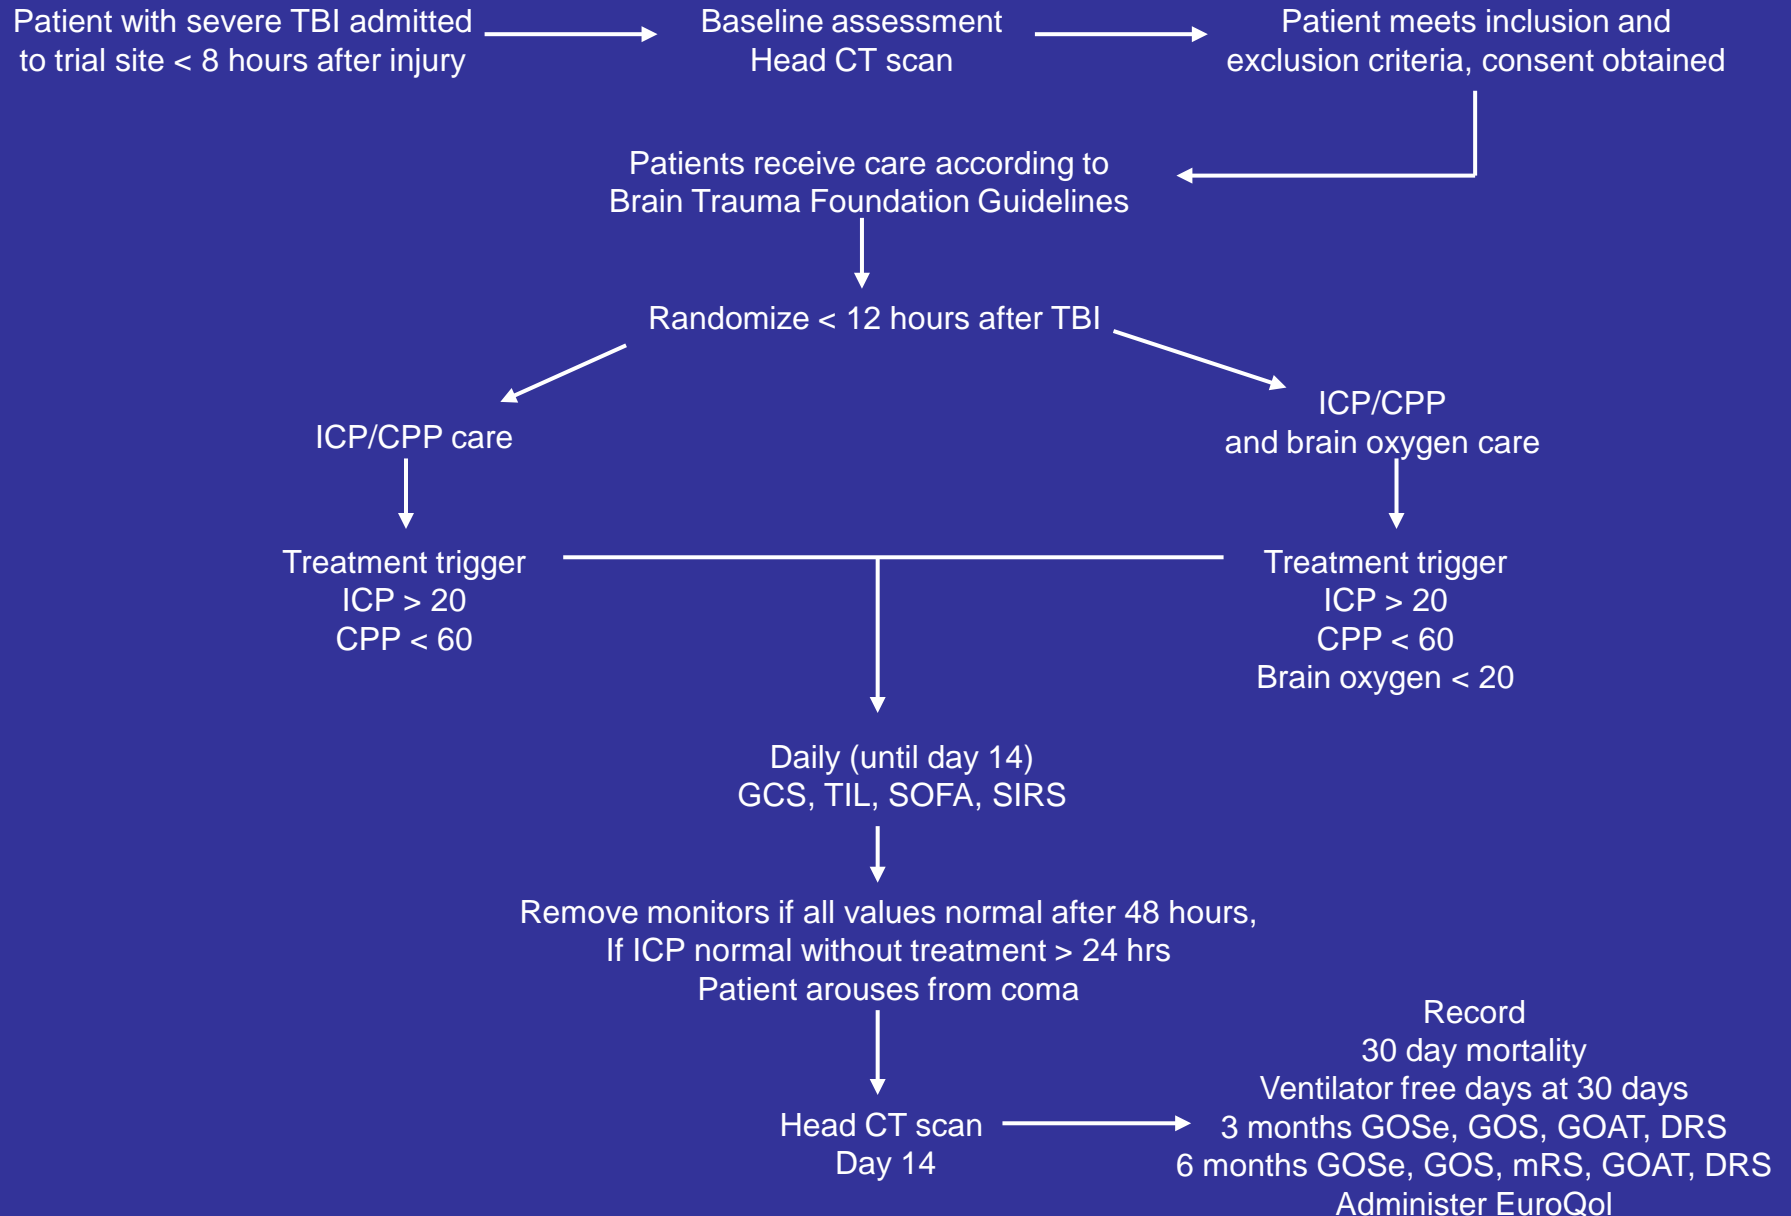 Patient with severe TBI admitted
to trial site < 8 hours after injury
Baseline assessment
Head CT scan
Patient meets inclusion and
exclusion criteria, consent obtained
Patients receive care according to
Brain Trauma Foundation Guidelines
Randomize < 12 hours after TBI
ICP/CPP care
ICP/CPP
and brain oxygen care
Treatment trigger
ICP > 20
CPP < 60
Treatment trigger
ICP > 20
CPP < 60
Brain oxygen < 20
Daily (until day 14)
GCS, TIL, SOFA, SIRS
Remove monitors if all values normal after 48 hours,
If ICP normal without treatment > 24 hrs
Patient arouses from coma
Head CT scan
Day 14
Record
30 day mortality
Ventilator free days at 30 days
3 months GOSe, GOS, GOAT, DRS
6 months GOSe, GOS, mRS, GOAT, DRS
Administer EuroQol